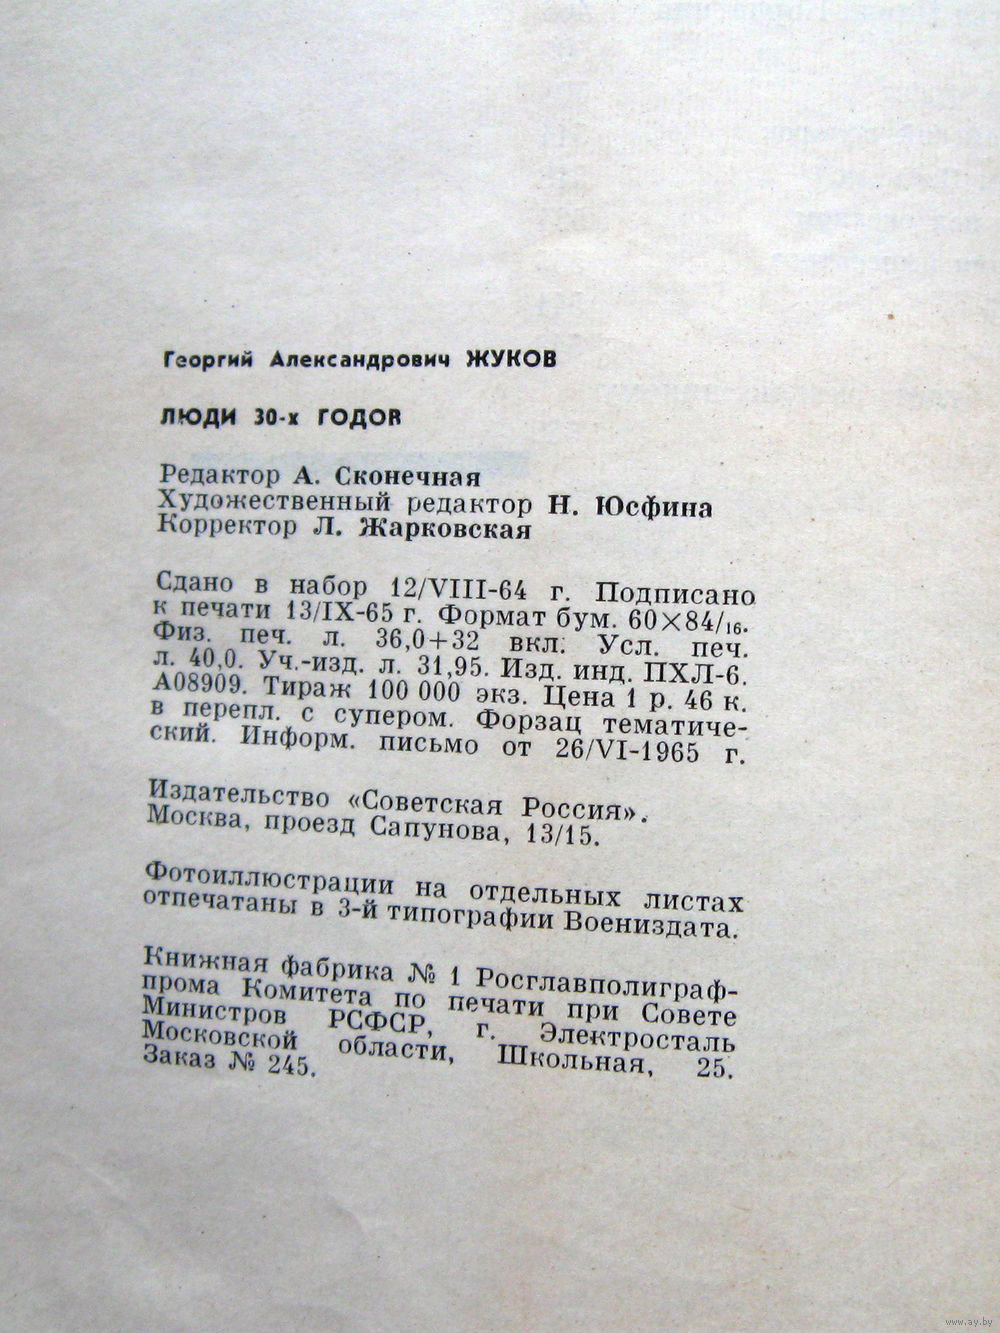 Георгий Александрович ЖУКОВ
ЛЮДИ 30-х ГОДОВ
Редактор А. Сконечная
Художественный редактор Н. Юсфина
Корректор Л. Жарковская
Сдано в набор 12/VIII-64 г. Подписано
к печати 13/IX-65 г. Формат бум. 60×84/16.
Физ. печ. л. 36,0+32 вкл. Усл. печ.
л. 40,0. Уч.-изд. л. 31,95. Изд. инд. ПХЛ-6.
А08909. Тираж 100 000 экз. Цена 1 р. 46 к.
в перепл. с супером. Форзац тематиче-
ский. Информ. письмо от 26/VI-1965 г.
Издательство «Советская Россия».
Москва, проезд Сапунова, 13/15.
Фотоиллюстрации на отдельных листах
отпечатаны в 3-й типографии Воениздата.
Книжная фабрика № 1 Росглавполиграф-
прома Комитета по печати при Совете
Министров РСФСР, г. Электросталь
Московской области, Школьная, 25.
Заказ № 245.
www.ay.by